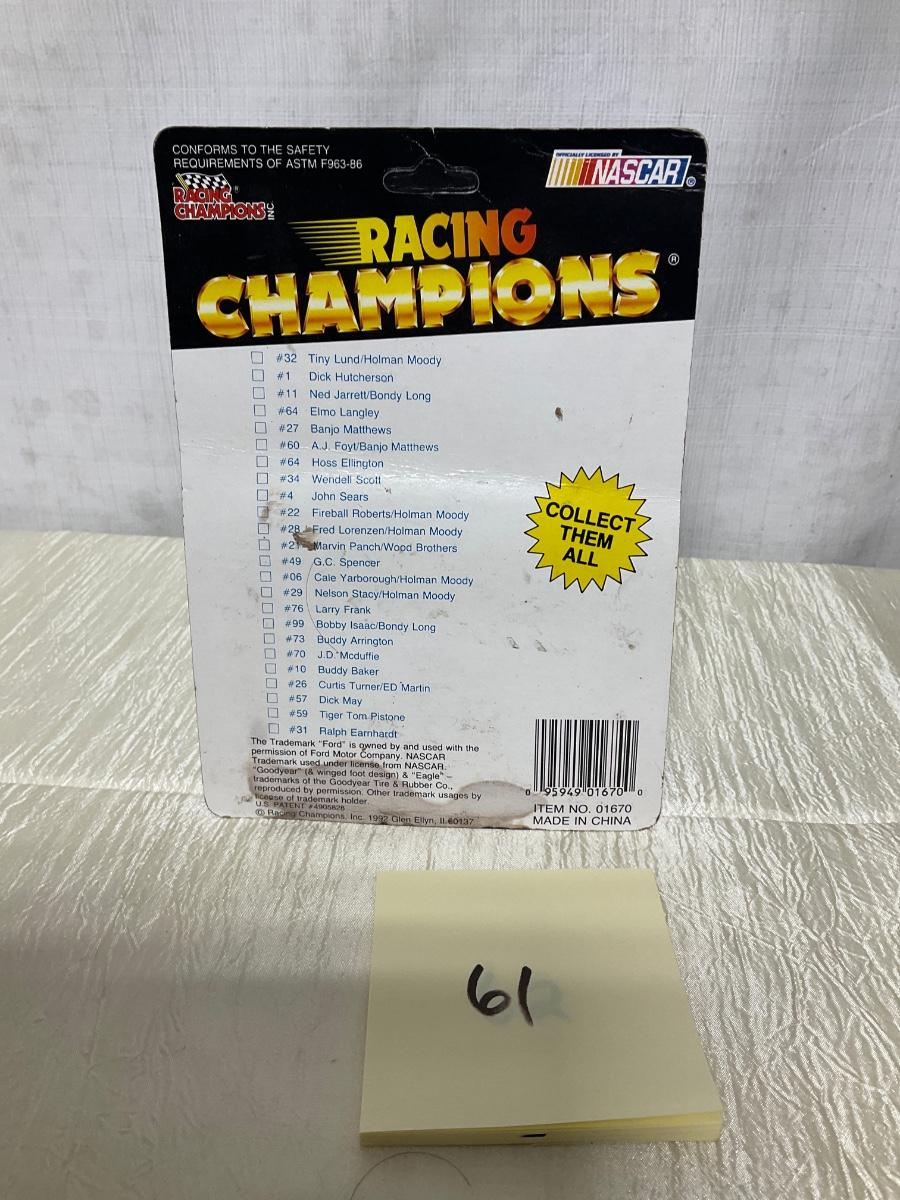 CONFORMS TO THE SAFETY
REQUIREMENTS OF ASTM F963-86
OFFICIALLY LICENSED BY
NASCAR®
RACING®
CHAMPIONS INC.
RACING
CHAMPIONS®
#32 Tiny Lund/Holman Moody
#1 Dick Hutcherson
#11 Ned Jarrett/Bondy Long
#64 Elmo Langley
#27 Banjo Matthews
#60 A.J. Foyt/Banjo Matthews
#64 Hoss Ellington
#34 Wendell Scott
#4 John Sears
#22 Fireball Roberts/Holman Moody
#28 Fred Lorenzen/Holman Moody
#21 Marvin Panch/Wood Brothers
#49 G.C. Spencer
#06 Cale Yarborough/Holman Moody
#29 Nelson Stacy/Holman Moody
#76 Larry Frank
#99 Bobby Isaac/Bondy Long
#73 Buddy Arrington
#70 J.D. Mcduffie
#10 Buddy Baker
#26 Curtis Turner/ED Martin
#57 Dick May
#59 Tiger Tom Pistone
#31 Ralph Earnhardt
COLLECT
THEM
ALL
The Trademark "Ford" is owned by and used with the
permission of Ford Motor Company. NASCAR
Trademark used under license from NASCAR.
"Goodyear" (& winged foot design) & "Eagle" –
trademarks of the Goodyear Tire & Rubber Co.,
reproduced by permission. Other trademark usages by
license of trademark holder.
U.S. PATENT #4905826
© Racing Champions, Inc. 1992 Glen Ellyn, IL 60137
0 95949 01670 0
ITEM NO. 01670
MADE IN CHINA
61